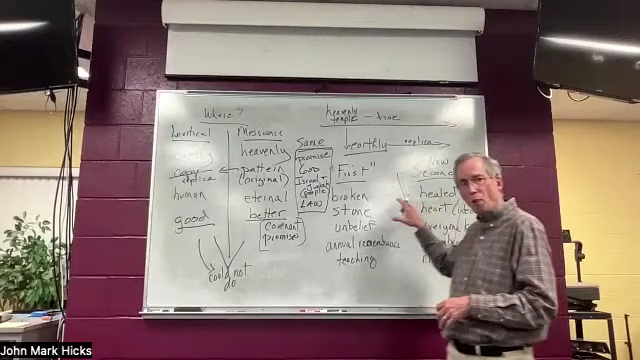 Where?
Levitical
earthly
copy
replica
human
good
Messianic
heavenly
pattern
(original)
eternal
better
Covenant
promises
could not
do
Same
promise
God
Israel +
people
Law
heavenly
temple — true
earthly
replica
"First"
broken
stone
unbelief
annual remembrance
teaching
New
Second
healed
heart
John Mark Hicks